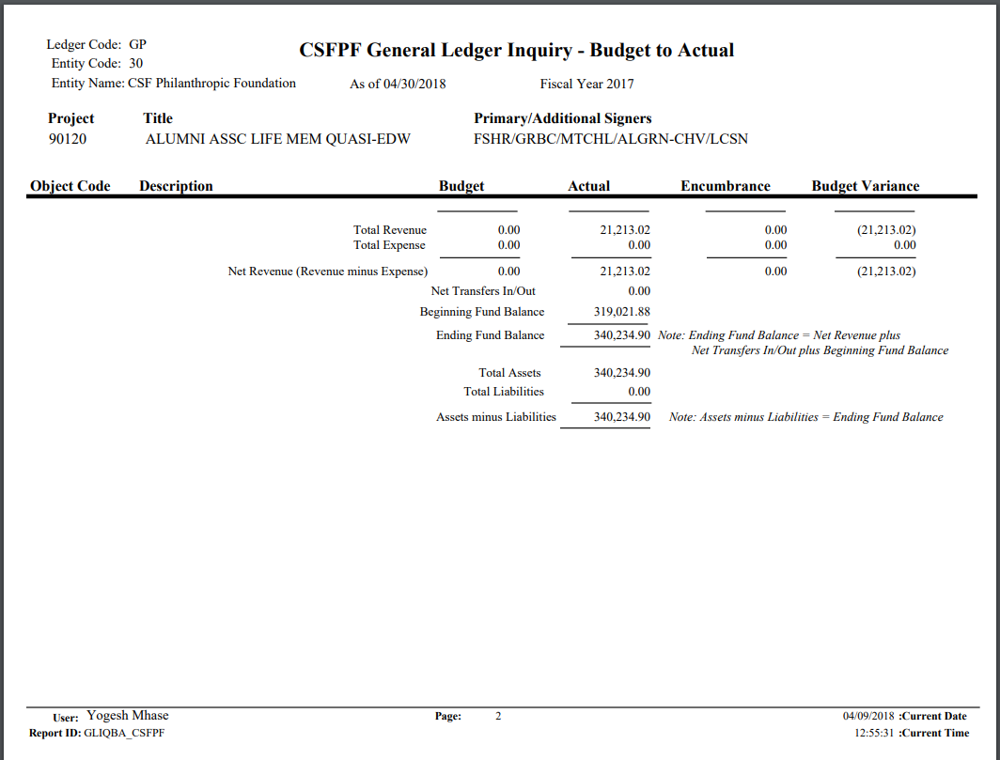 Ledger Code: GP
CSFPF General Ledger Inquiry - Budget to Actual
Entity Code: 30
Entity Name: CSF Philanthropic Foundation As of 04/30/2018 Fiscal Year 2017
Project Title Primary/Additional Signers
90120 ALUMNI ASSC LIFE MEM QUASI-EDW FSHR/GRBC/MTCHL/ALGRN-CHV/LCSN
Object Code Description Budget Actual Encumbrance Budget Variance
Total Revenue 0.00 21,213.02 0.00 (21,213.02)
Total Expense 0.00 0.00 0.00 0.00
Net Revenue (Revenue minus Expense) 0.00 21,213.02 0.00 (21,213.02)
Net Transfers In/Out 0.00
Beginning Fund Balance 319,021.88
Ending Fund Balance 340,234.90 Note: Ending Fund Balance = Net Revenue plus
Net Transfers In/Out plus Beginning Fund Balance
Total Assets 340,234.90
Total Liabilities 0.00
Assets minus Liabilities 340,234.90 Note: Assets minus Liabilities = Ending Fund Balance
User: Yogesh Mhase Page: 2 04/09/2018 :Current Date
Report ID: GLIQBA_CSFPF 12:55:31 :Current Time